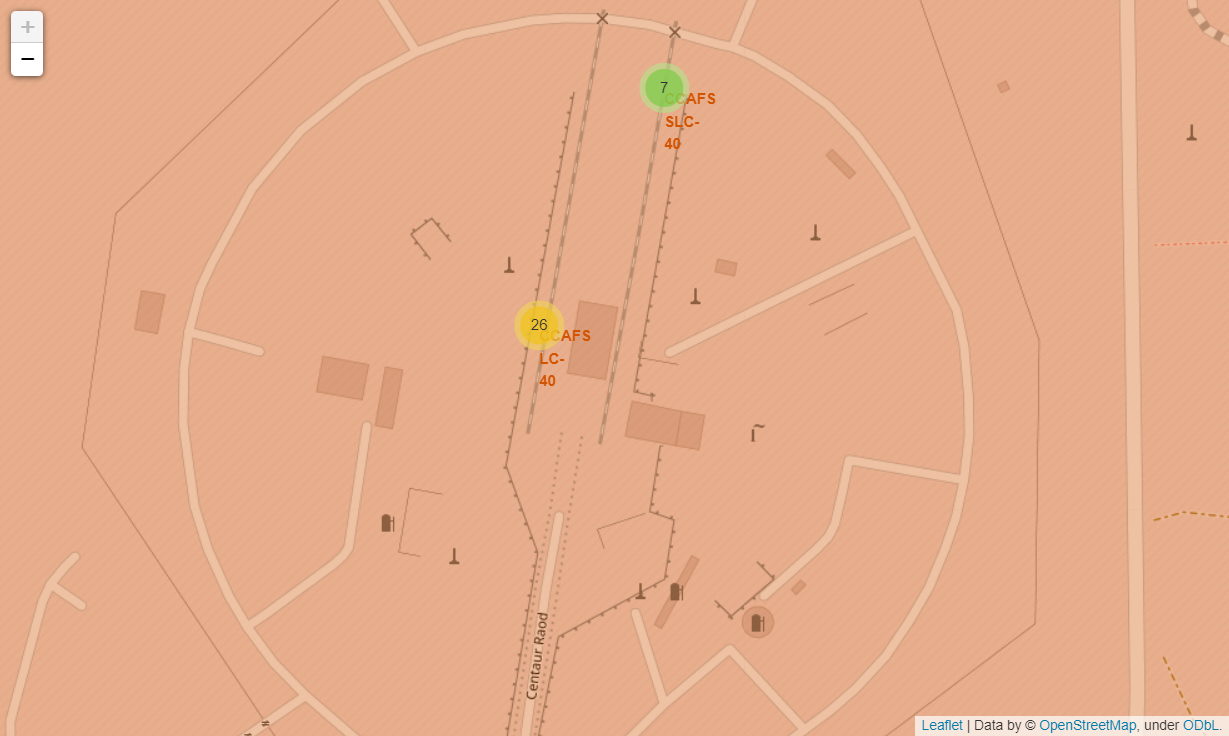 +
−
7
CCAFS
SLC-
40
26
CCAFS
LC-
40
Centaur Raod
Leaflet | Data by © OpenStreetMap, under ODbL.